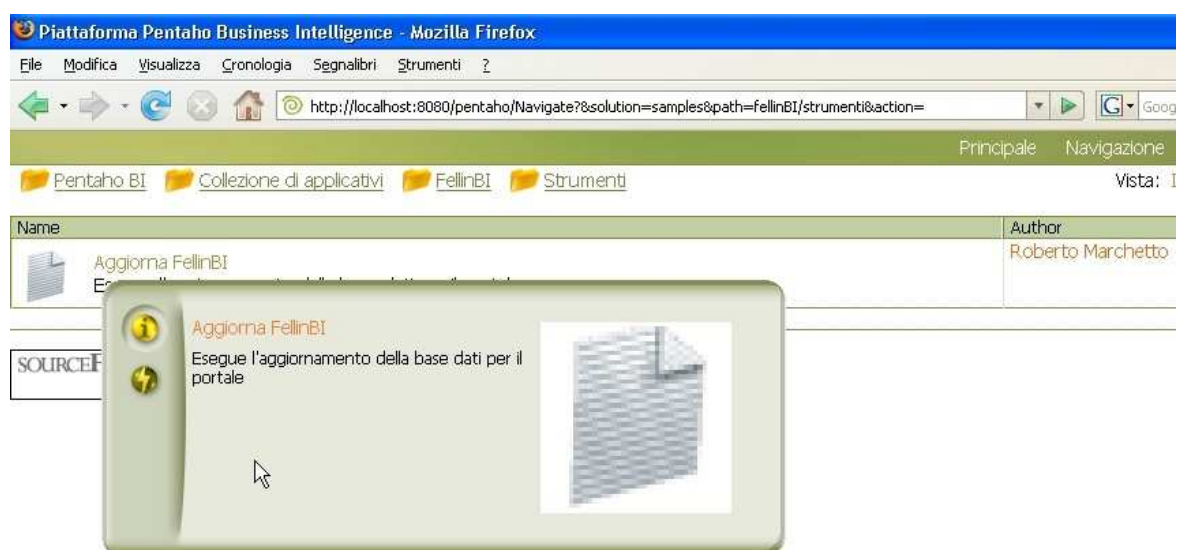 Piattaforma Pentaho Business Intelligence - Mozilla Firefox
File Modifica Visualizza Cronologia Segnalibri Strumenti ?
http://localhost:8080/pentaho/Navigate?&solution=samples&path=fellinBI/strumenti&action= G Goog
Principale Navigazione
Pentaho BI Collezione di applicativi FellinBI Strumenti Vista:
Name Author
Aggiorna FellinBI Roberto Marchetto
Aggiorna FellinBI
Esegue l'aggiornamento della base dati per il
portale
SOURCEF